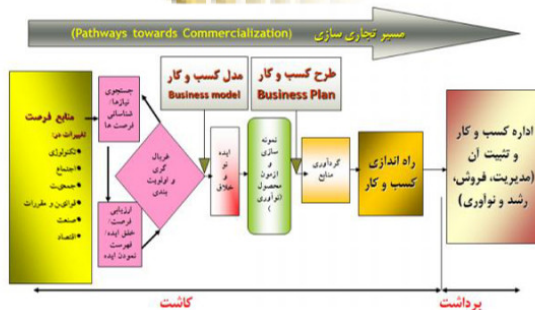 مسیر تجاری سازی (Pathways towards Commercialization)
منابع فرصت
تغییرات در:
تکنولوژی
اجتماع
جمعیت
قوانین و مقررات
صنعت
اقتصاد
جستجوی
نیازها:
شناسائی
فرصت ها
ارزیابی
فرصت:
خلق ایده:
فهرست
نمودن ایده
غربال
گری
و اولویت
بندی
مدل کسب و کار
Business model
ایده
نو
و
خلاق
نمونه
سازی
و
آزمون
محصول
(نوآوری
)
طرح کسب و کار
Business Plan
گردآوری
منابع
راه اندازی
کسب و کار
اداره کسب و کار
و تثبیت آن
(مدیریت، فروش،
رشد و نوآوری)
کاشت
برداشت